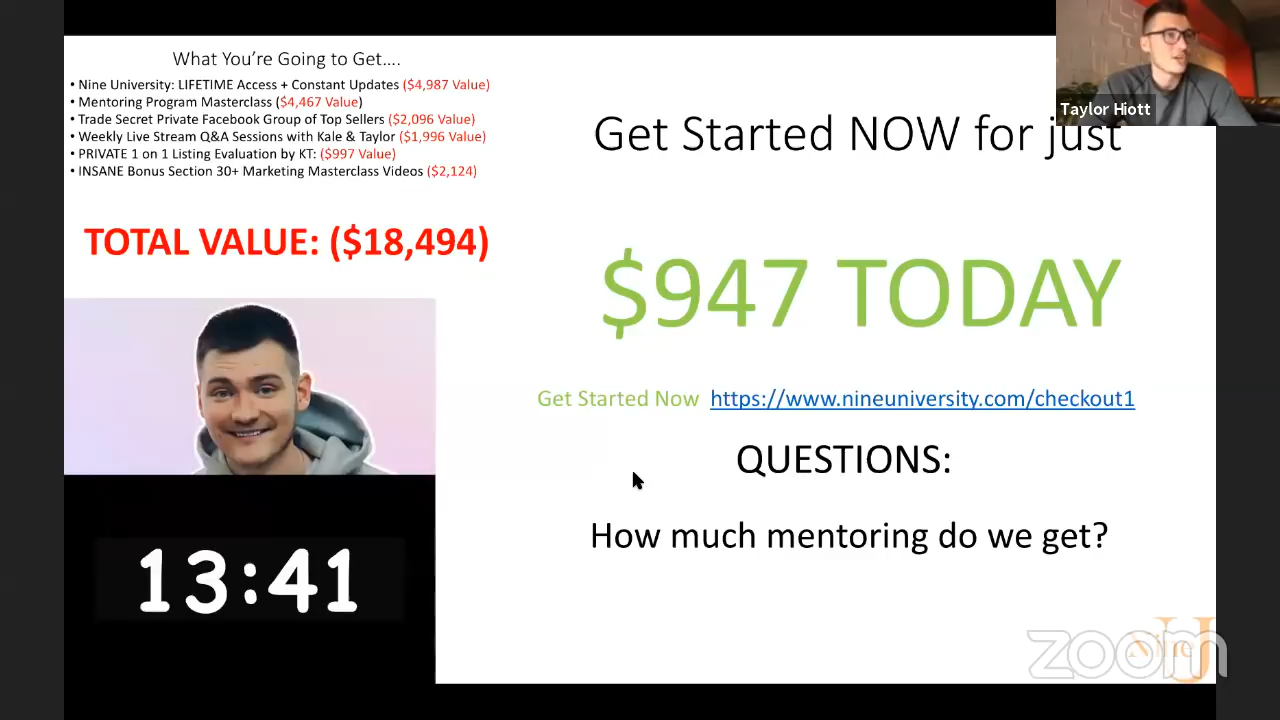 What You're Going to Get....
• Nine University: LIFETIME Access + Constant Updates ($4,987 Value)
• Mentoring Program Masterclass ($4,467 Value)
• Trade Secret Private Facebook Group of Top Sellers ($2,096 Value)
• Weekly Live Stream Q&A Sessions with Kale & Taylor ($1,996 Value)
• PRIVATE 1 on 1 Listing Evaluation by KT: ($997 Value)
• INSANE Bonus Section 30+ Marketing Masterclass Videos ($2,124)
TOTAL VALUE: ($18,494)
13:41
Taylor Hiott
Get Started NOW for just
$947 TODAY
Get Started Now https://www.nineuniversity.com/checkout1
QUESTIONS:
How much mentoring do we get?
Nine U
zoom